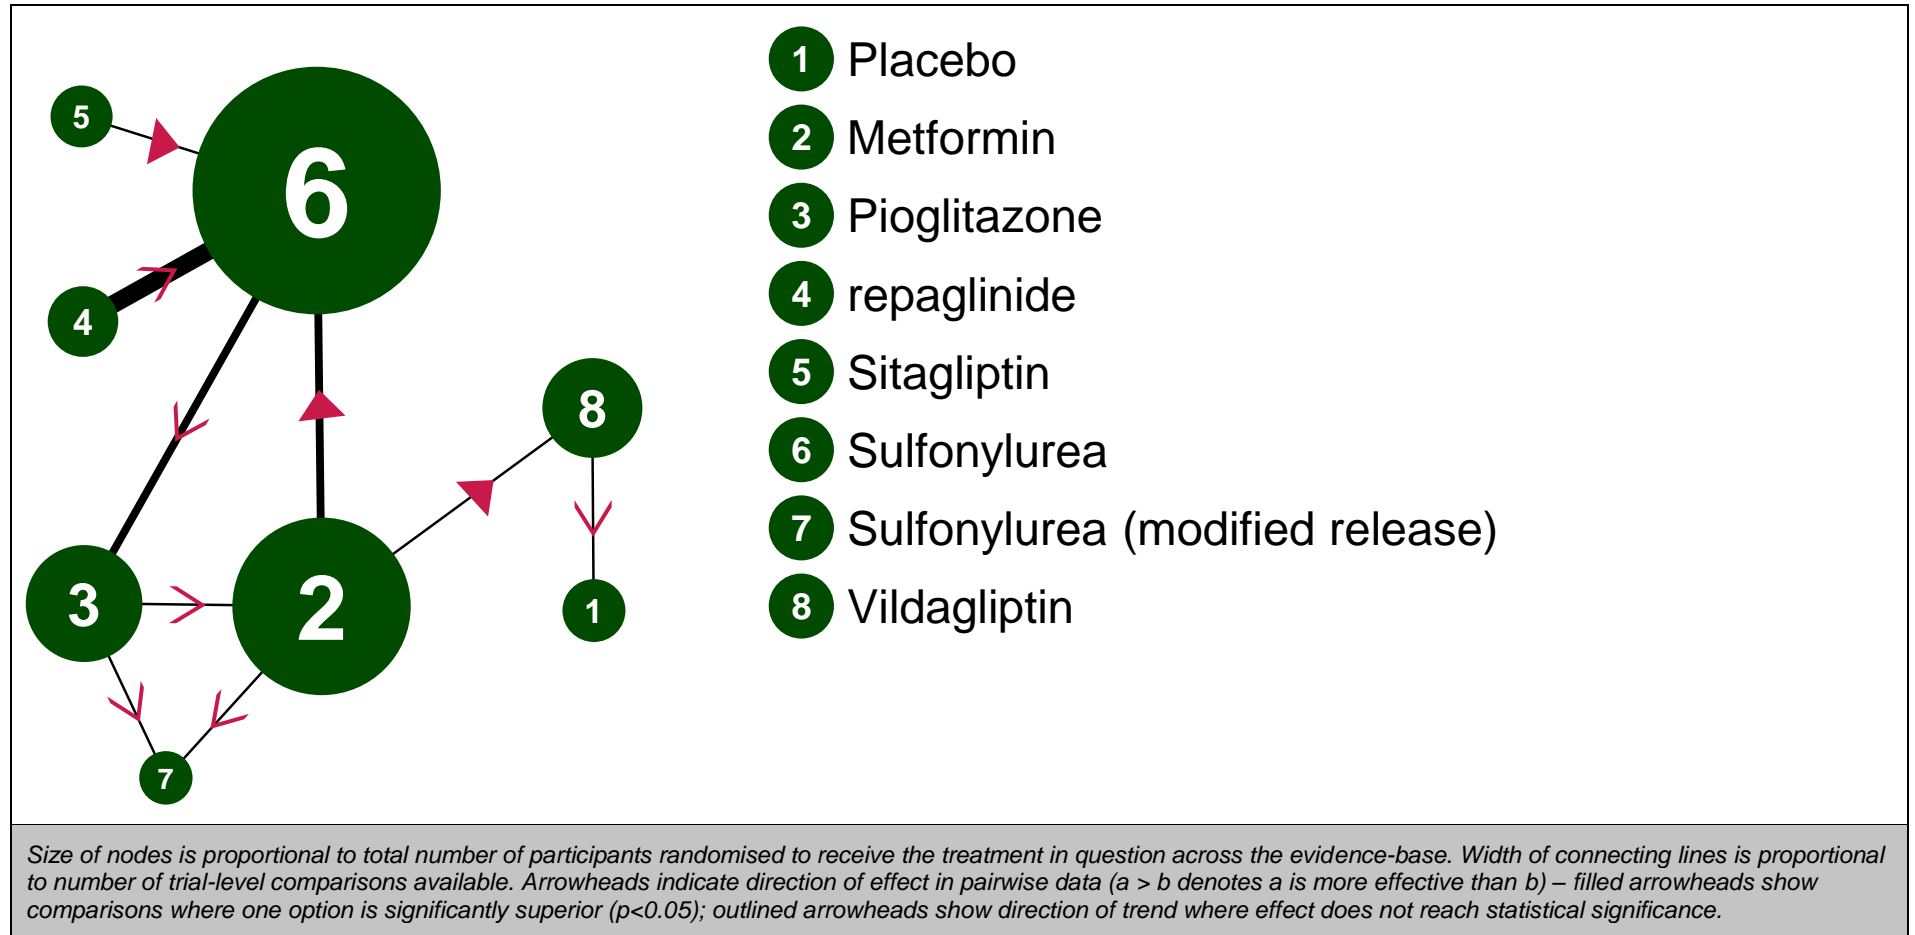 5
6
4
8
3
2
1
7
1 Placebo
2 Metformin
3 Pioglitazone
4 repaglinide
5 Sitagliptin
6 Sulfonylurea
7 Sulfonylurea (modified release)
8 Vildagliptin
Size of nodes is proportional to total number of participants randomised to receive the treatment in question across the evidence-base. Width of connecting lines is proportional
to number of trial-level comparisons available. Arrowheads indicate direction of effect in pairwise data (a > b denotes a is more effective than b) – filled arrowheads show
comparisons where one option is significantly superior (p<0.05); outlined arrowheads show direction of trend where effect does not reach statistical significance.